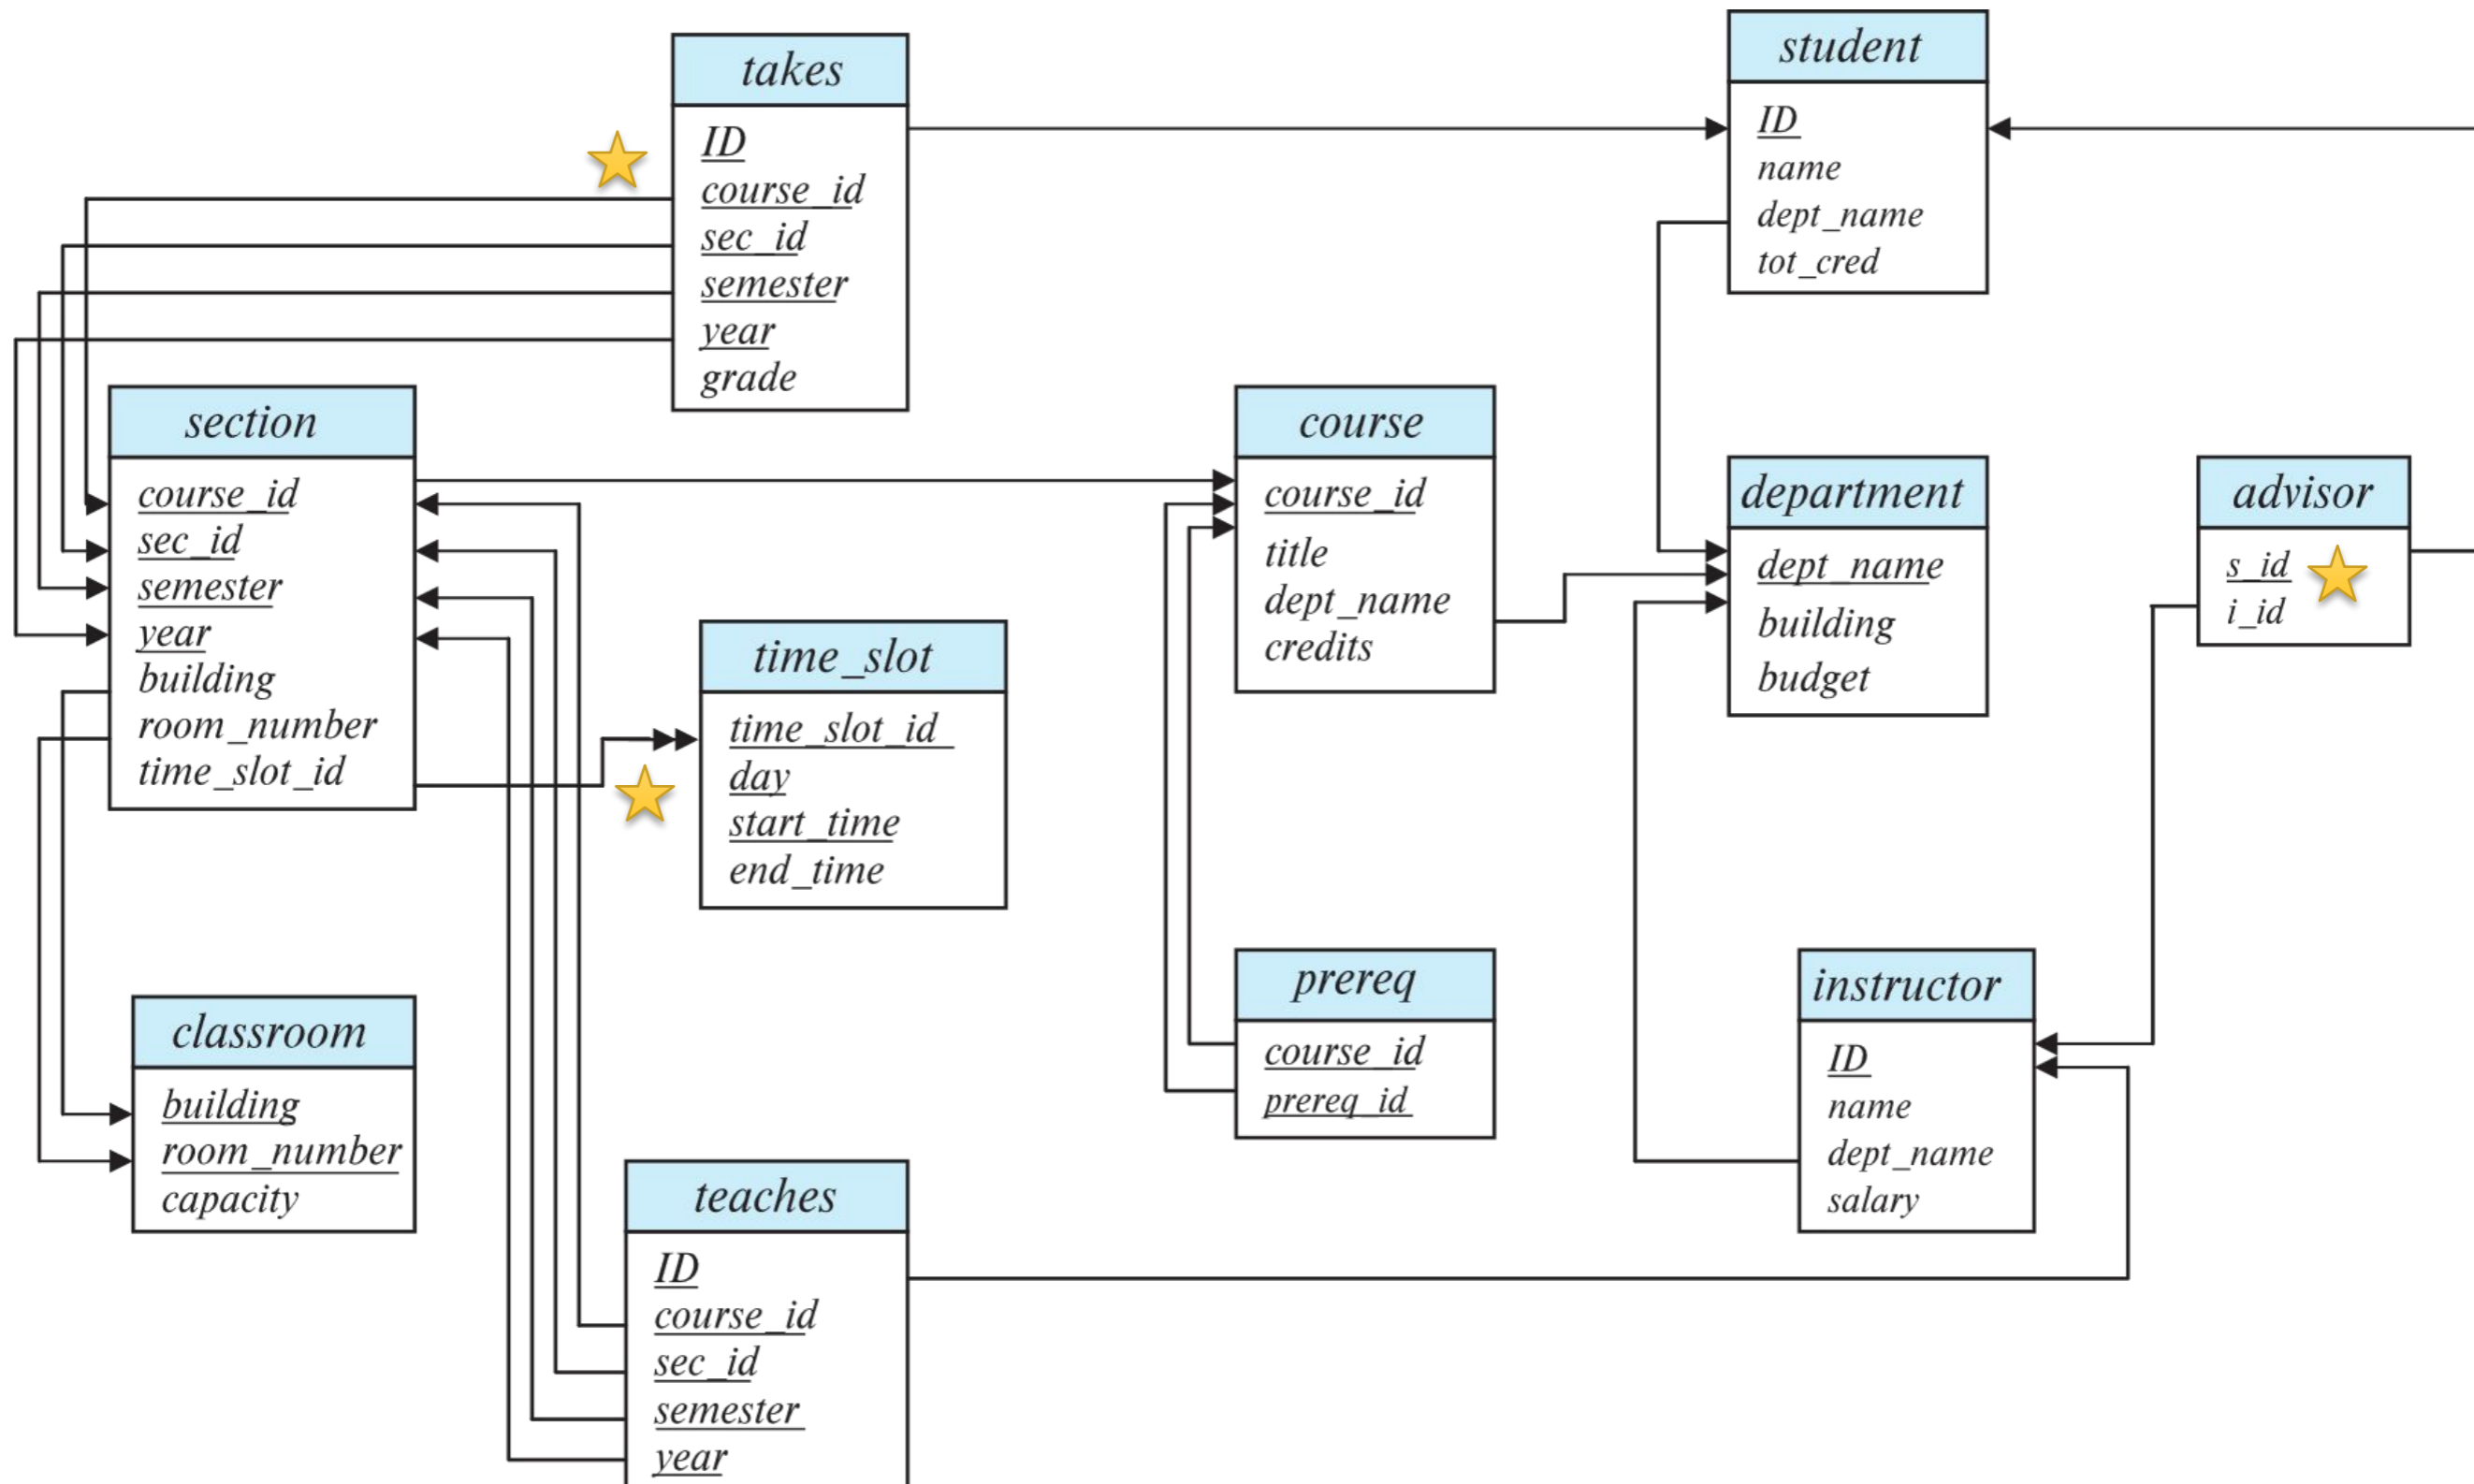 takes
ID
course_id
sec_id
semester
year
grade
student
ID
name
dept_name
tot_cred
section
course_id
sec_id
semester
year
building
room_number
time_slot_id
course
course_id
title
dept_name
credits
department
dept_name
building
budget
advisor
s_id
i_id
time_slot
time_slot_id
day
start_time
end_time
classroom
building
room_number
capacity
prereq
course_id
prereq_id
instructor
ID
name
dept_name
salary
teaches
ID
course_id
sec_id
semester
year